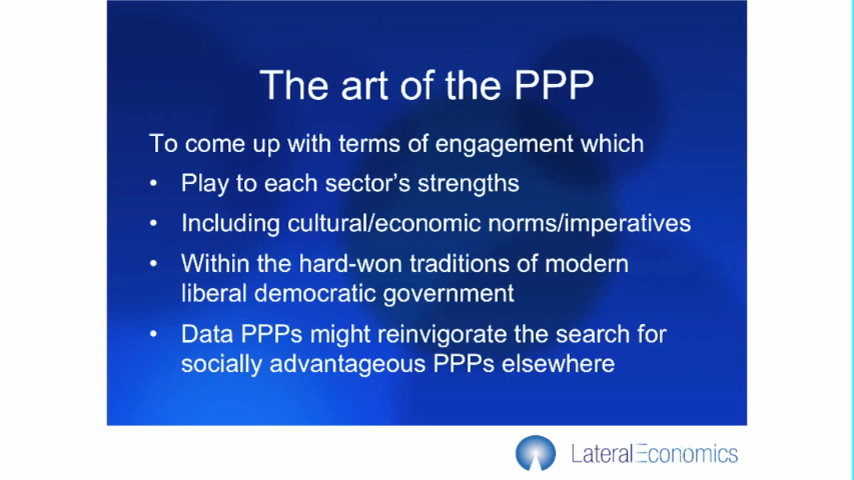 The art of the PPP
To come up with terms of engagement which
• Play to each sector's strengths
• Including cultural/economic norms/imperatives
• Within the hard-won traditions of modern
liberal democratic government
• Data PPPs might reinvigorate the search for
socially advantageous PPPs elsewhere
LateralEconomics